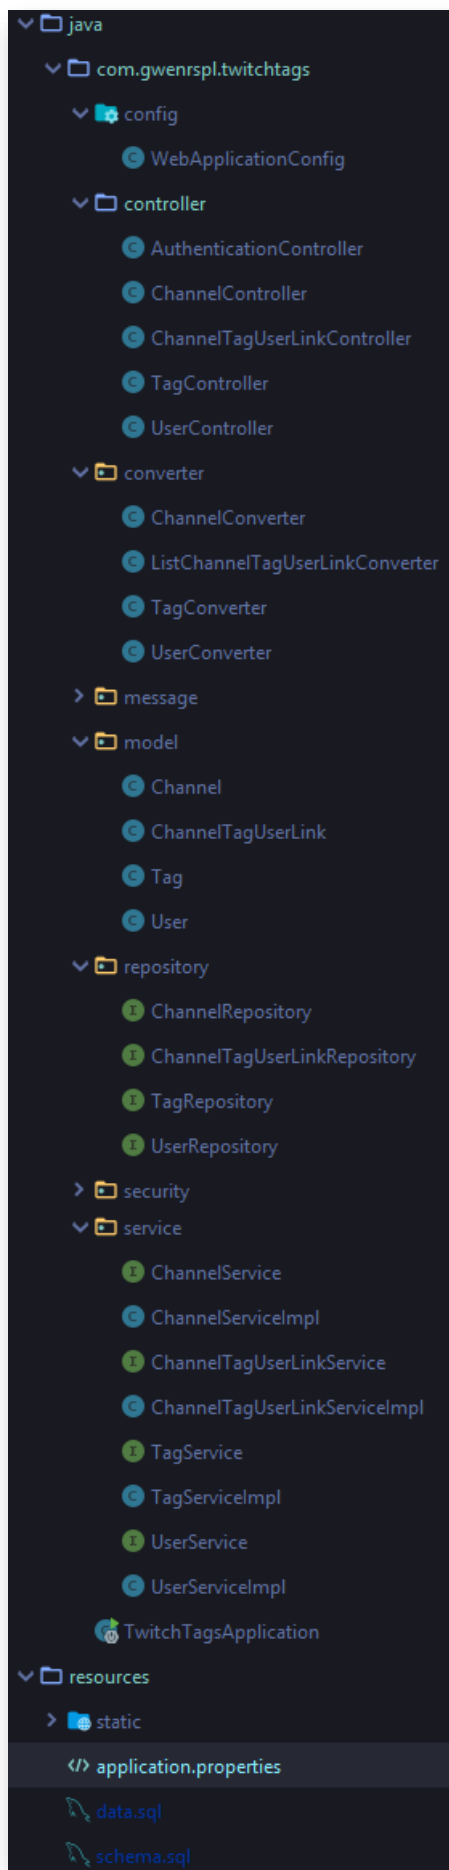 java
com.gwenrspl.twitchtags
config
WebApplicationConfig
controller
AuthenticationController
ChannelController
ChannelTagUserLinkController
TagController
UserController
converter
ChannelConverter
ListChannelTagUserLinkConverter
TagConverter
UserConverter
message
model
Channel
ChannelTagUserLink
Tag
User
repository
ChannelRepository
ChannelTagUserLinkRepository
TagRepository
UserRepository
security
service
ChannelService
ChannelServiceImpl
ChannelTagUserLinkService
ChannelTagUserLinkServiceImpl
TagService
TagServiceImpl
UserService
UserServiceImpl
TwitchTagsApplication
resources
static
application.properties
data.sql
schema.sql